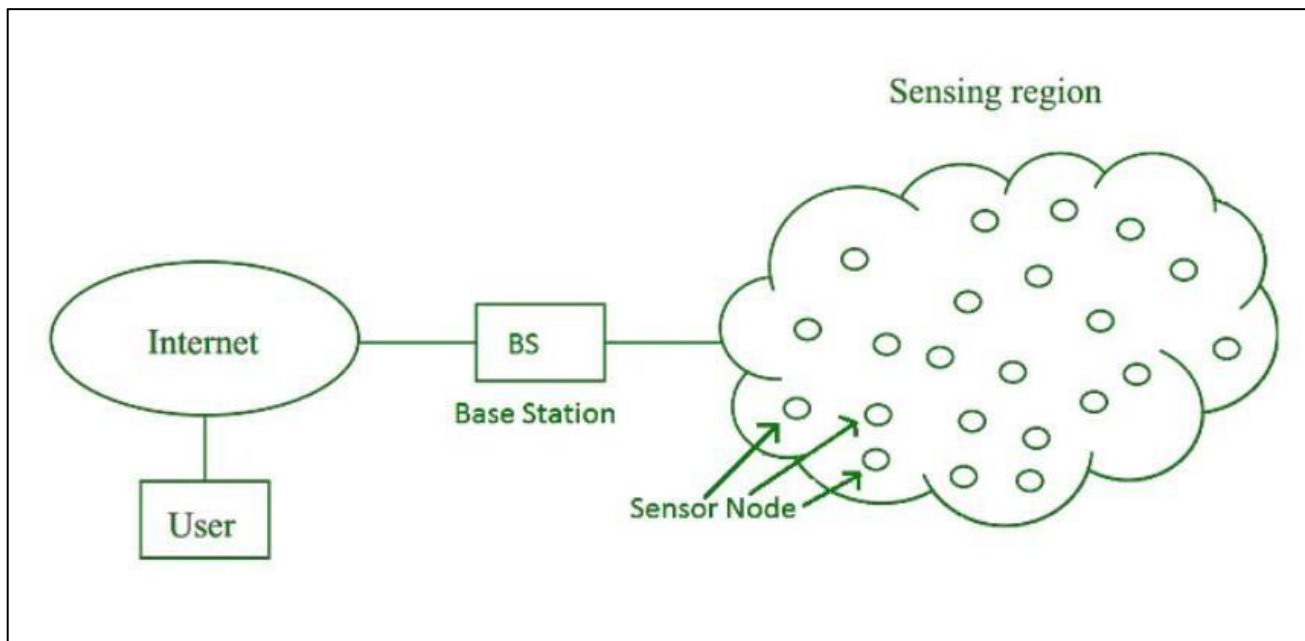 Sensing region
Internet
BS
Base Station
Sensor Node
User